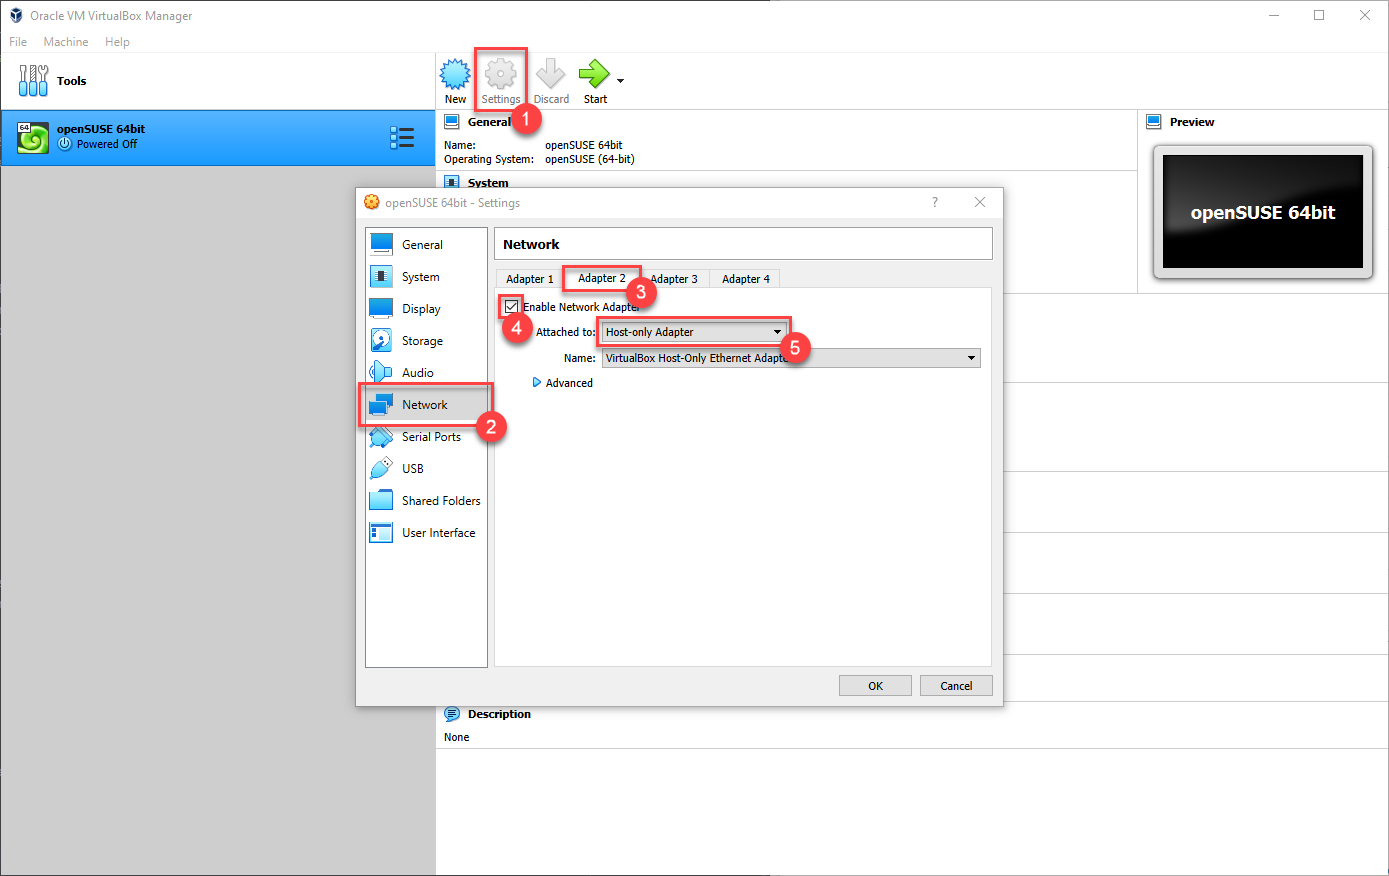 Oracle VM VirtualBox Manager
File Machine Help
Tools
New Settings Discard Start
1
64
openSUSE 64bit
Powered Off
General
Name: openSUSE 64bit
Operating System: openSUSE (64-bit)
System
Preview
openSUSE 64bit
openSUSE 64bit - Settings ?
General
System
Display
Storage
Audio
Network
2
Serial Ports
USB
Shared Folders
User Interface
Network
Adapter 1 Adapter 2 Adapter 3 Adapter 4
3
Enable Network Adapter
4
Attached to: Host-only Adapter
5
Name: VirtualBox Host-Only Ethernet Adapter
Advanced
OK Cancel
Description
None